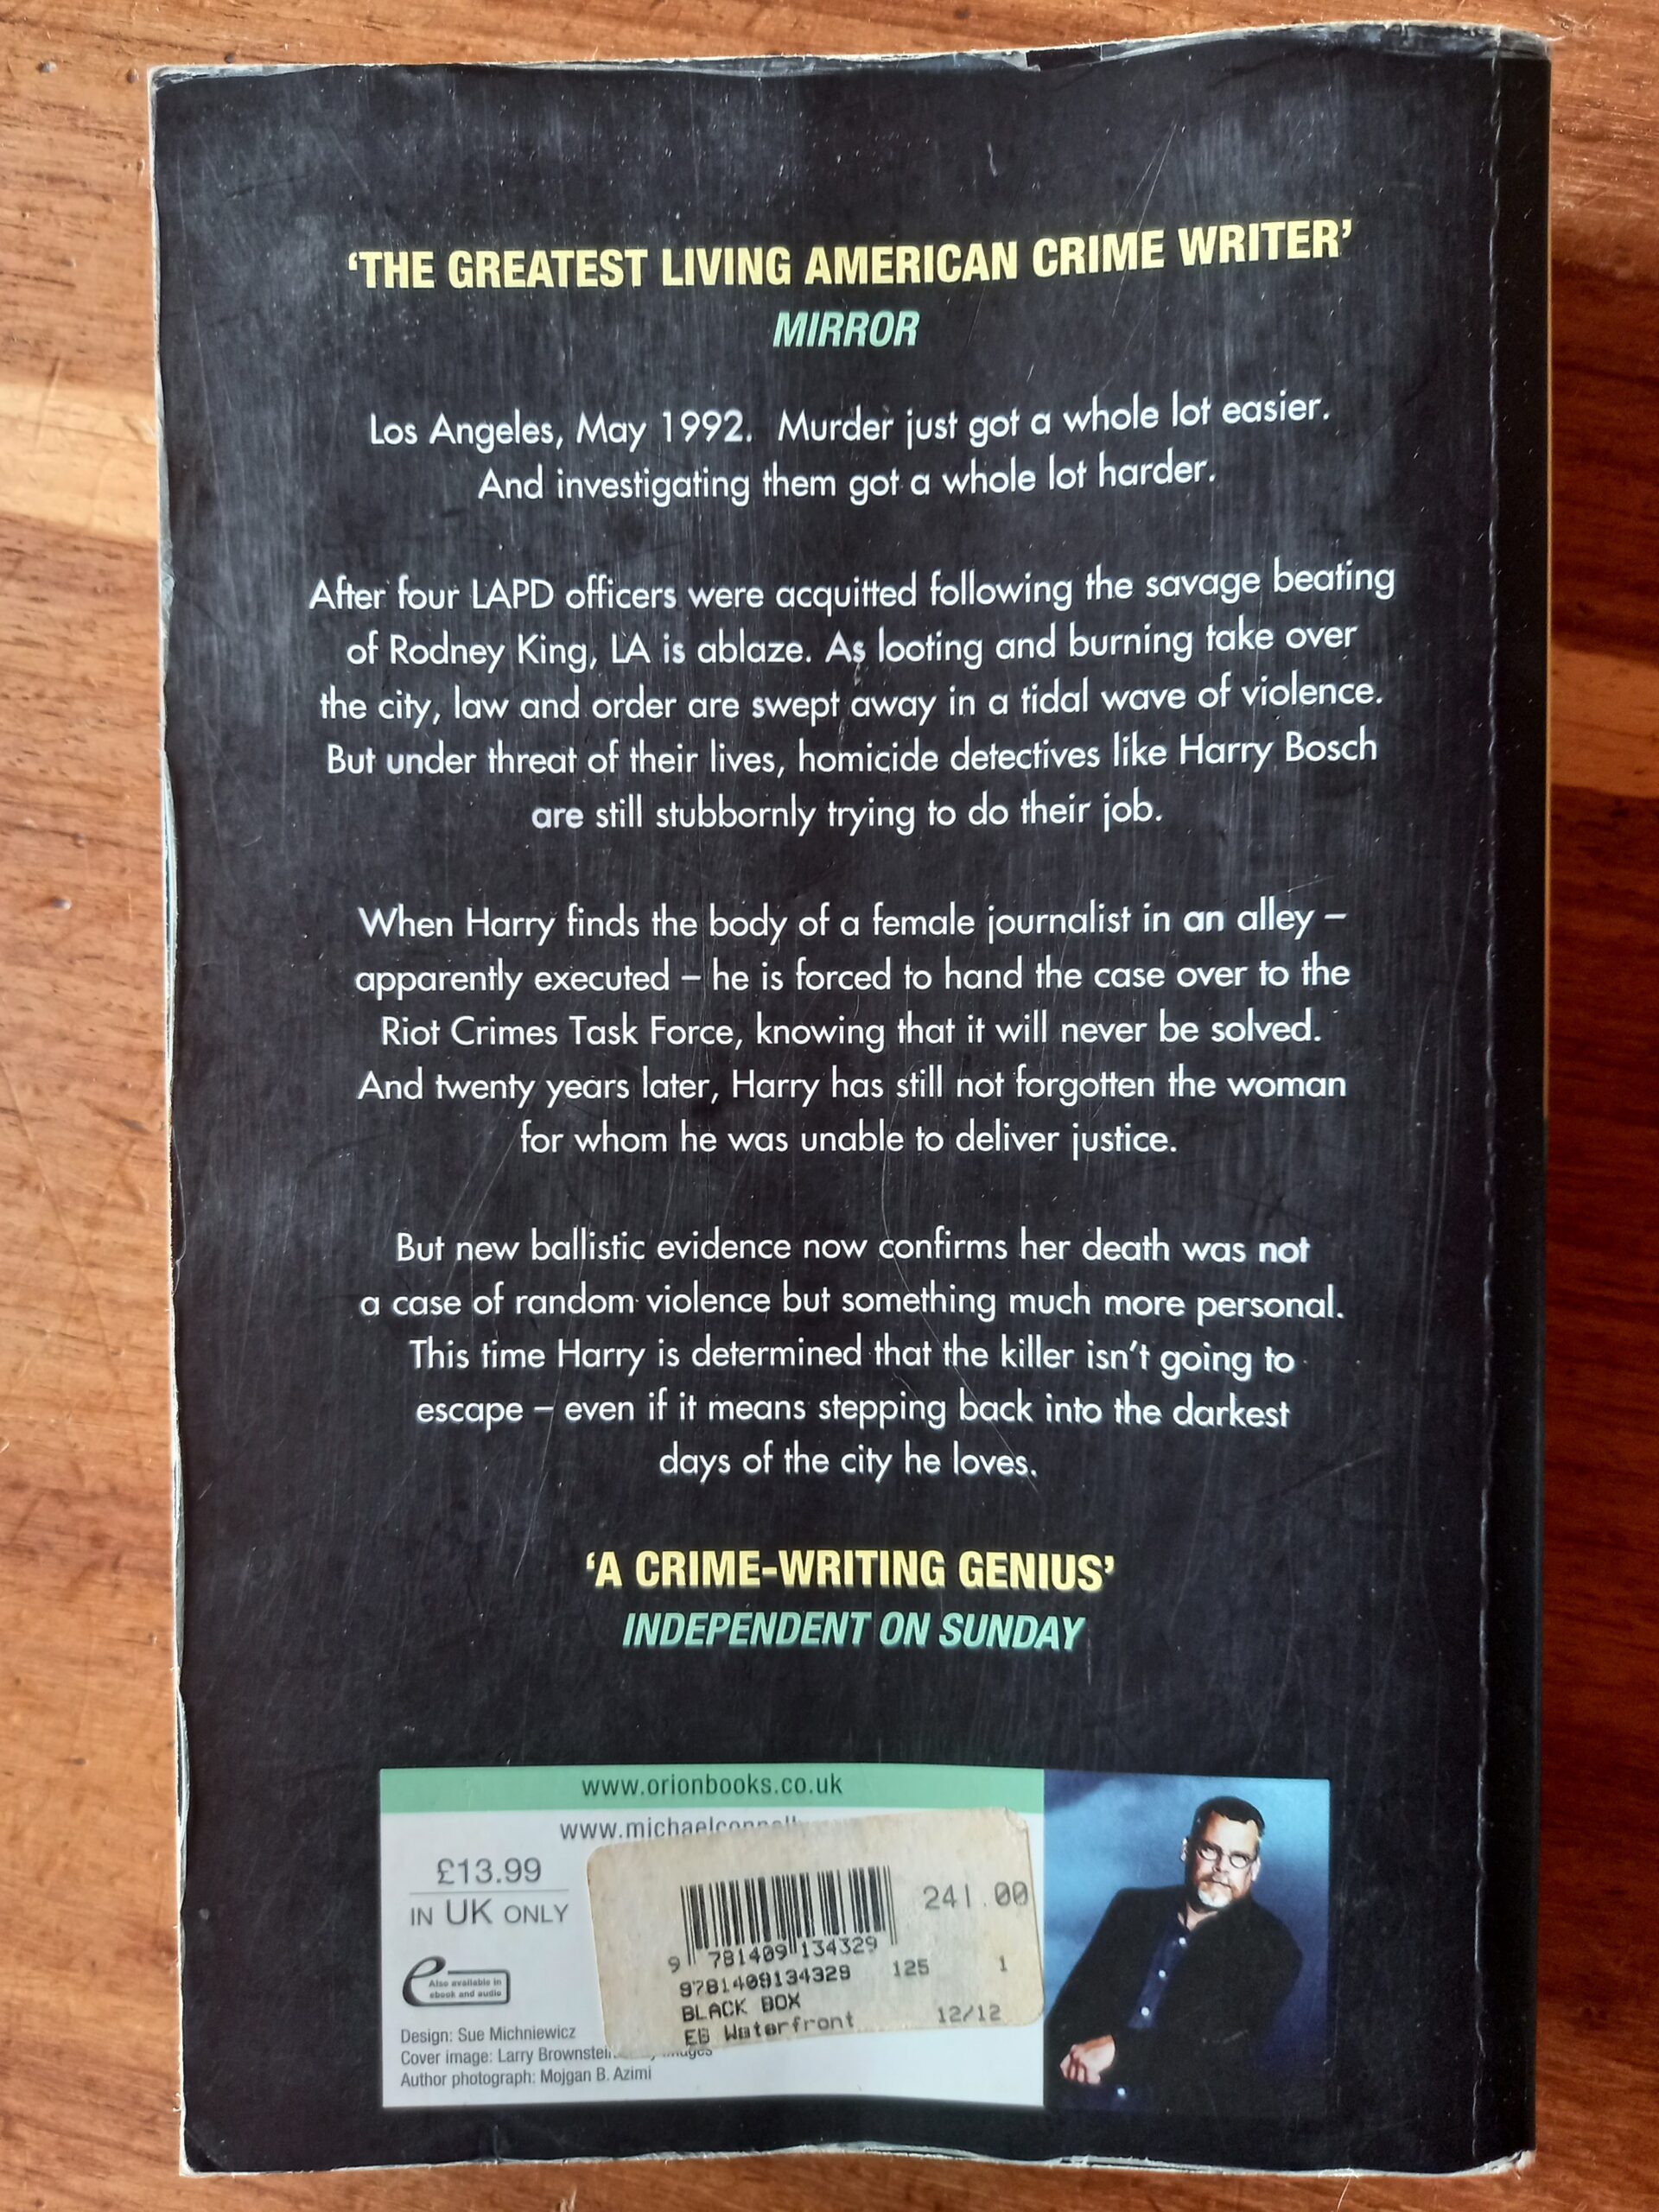 ‘THE GREATEST LIVING AMERICAN CRIME WRITER’
MIRROR
Los Angeles, May 1992. Murder just got a whole lot easier.
And investigating them got a whole lot harder.
After four LAPD officers were acquitted following the savage beating
of Rodney King, LA is ablaze. As looting and burning take over
the city, law and order are swept away in a tidal wave of violence.
But under threat of their lives, homicide detectives like Harry Bosch
are still stubbornly trying to do their job.
When Harry finds the body of a female journalist in an alley –
apparently executed – he is forced to hand the case over to the
Riot Crimes Task Force, knowing that it will never be solved.
And twenty years later, Harry has still not forgotten the woman
for whom he was unable to deliver justice.
But new ballistic evidence now confirms her death was not
a case of random violence but something much more personal.
This time Harry is determined that the killer isn’t going to
escape – even if it means stepping back into the darkest
days of the city he loves.
‘A CRIME-WRITING GENIUS’
INDEPENDENT ON SUNDAY
www.orionbooks.co.uk
£13.99
IN UK ONLY
Also available in
ebook and audio
241.00
9 781409 134329
9781409134329 125 1
BLACK BOX
EB Waterfront 12/12
Design: Sue Michniewicz
Cover image: Larry
Author photograph: Mojgan B. Azimi